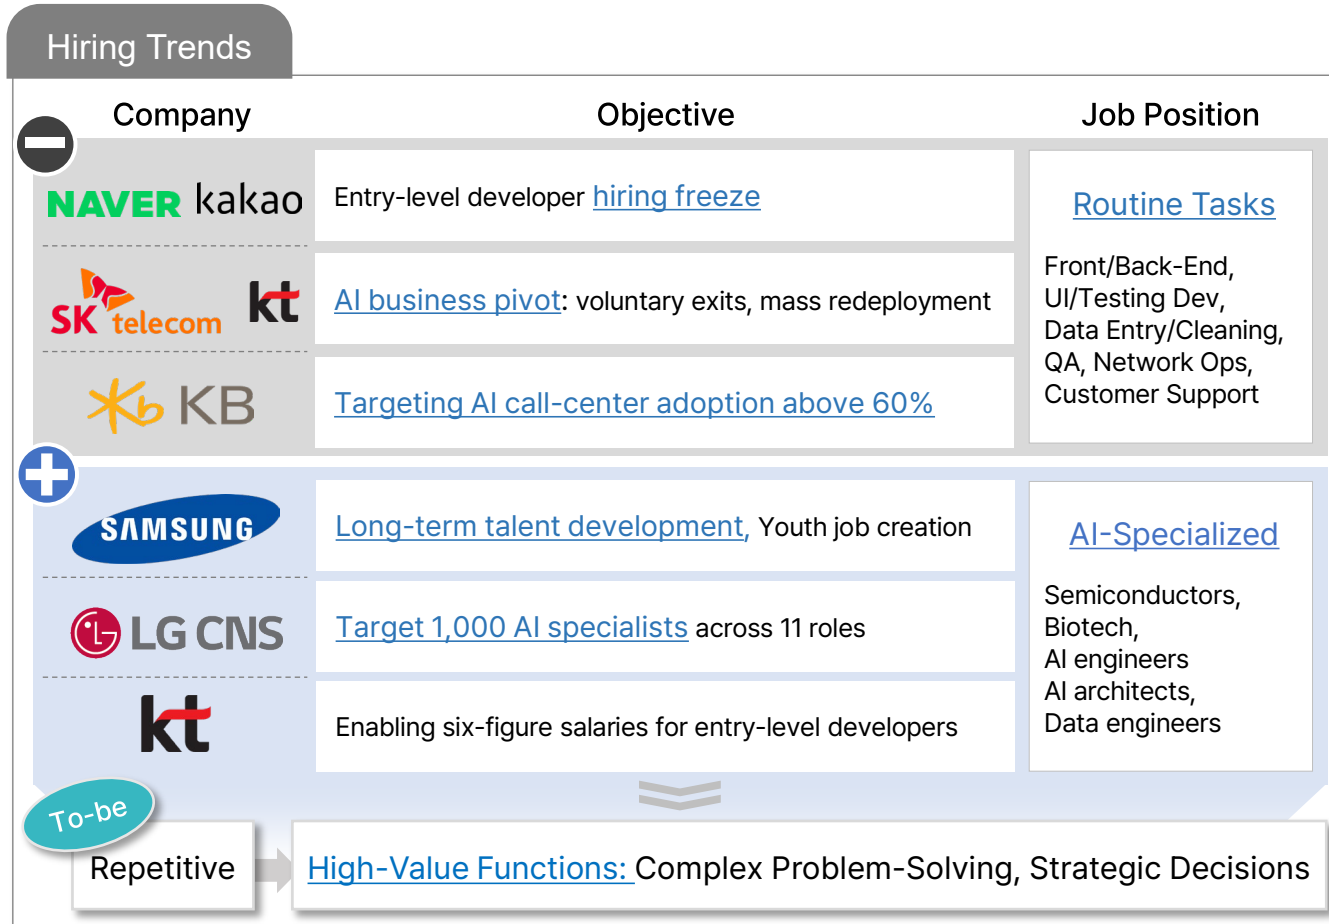 Hiring Trends
Company Objective Job Position
NAVER kakao
Entry-level developer hiring freeze
SK telecom kt
AI business pivot: voluntary exits, mass redeployment
KB
Targeting AI call-center adoption above 60%
Routine Tasks
Front/Back-End,
UI/Testing Dev,
Data Entry/Cleaning,
QA, Network Ops,
Customer Support
SAMSUNG
Long-term talent development, Youth job creation
LG CNS
Target 1,000 AI specialists across 11 roles
kt
Enabling six-figure salaries for entry-level developers
AI-Specialized
Semiconductors,
Biotech,
AI engineers
AI architects,
Data engineers
To-be
Repetitive
High-Value Functions: Complex Problem-Solving, Strategic Decisions